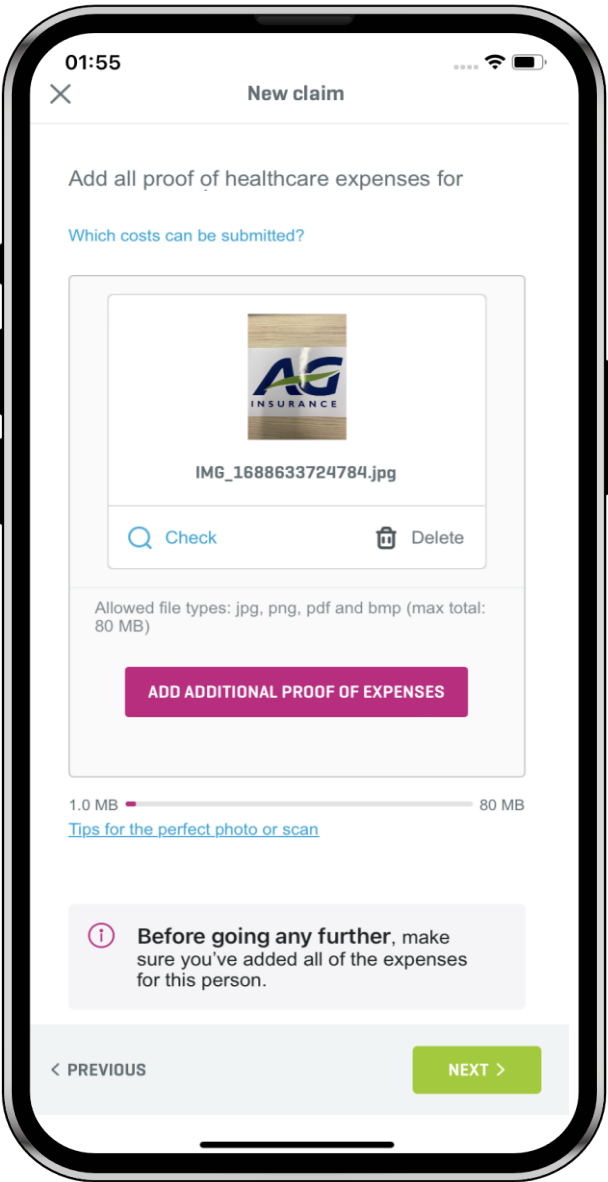 01:55
New claim
Add all proof of healthcare expenses for
Which costs can be submitted?
AG
INSURANCE
IMG_1688633724784.jpg
Check
Delete
Allowed file types: jpg, png, pdf and bmp (max total:
80 MB)
ADD ADDITIONAL PROOF OF EXPENSES
1.0 MB
80 MB
Tips for the perfect photo or scan
Before going any further, make
sure you've added all of the expenses
for this person.
< PREVIOUS
NEXT >